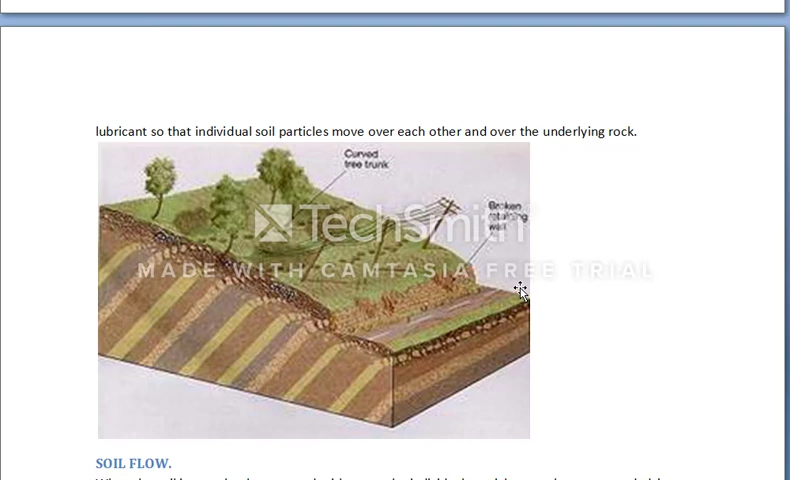 lubricant so that individual soil particles move over each other and over the underlying rock.
Curved
tree trunk
Broken
retaining
wall
TechSmith
MADE WITH CAMTASIA FREE TRIAL
SOIL FLOW.